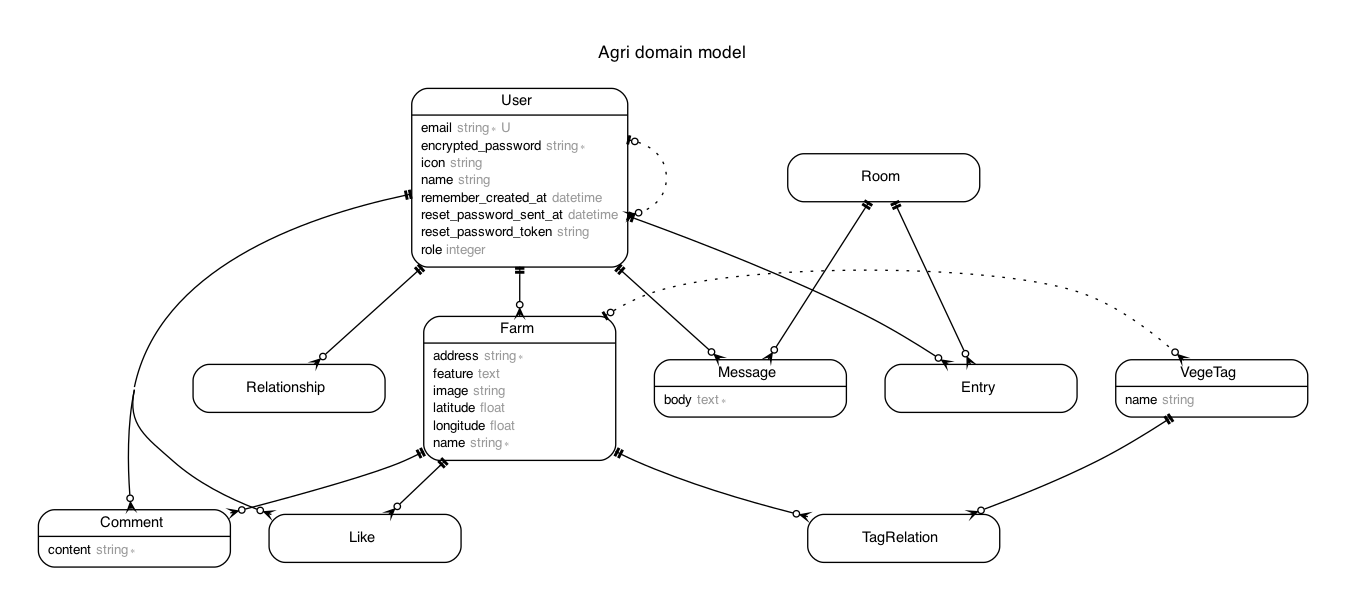 Agri domain model
User
email string* U
encrypted_password string*
icon string
name string
remember_created_at datetime
reset_password_sent_at datetime
reset_password_token string
role integer
Room
Farm
address string*
feature text
image string
latitude float
longitude float
name string*
Relationship
Message
body text*
Entry
VegeTag
name string
Comment
content string*
Like
TagRelation